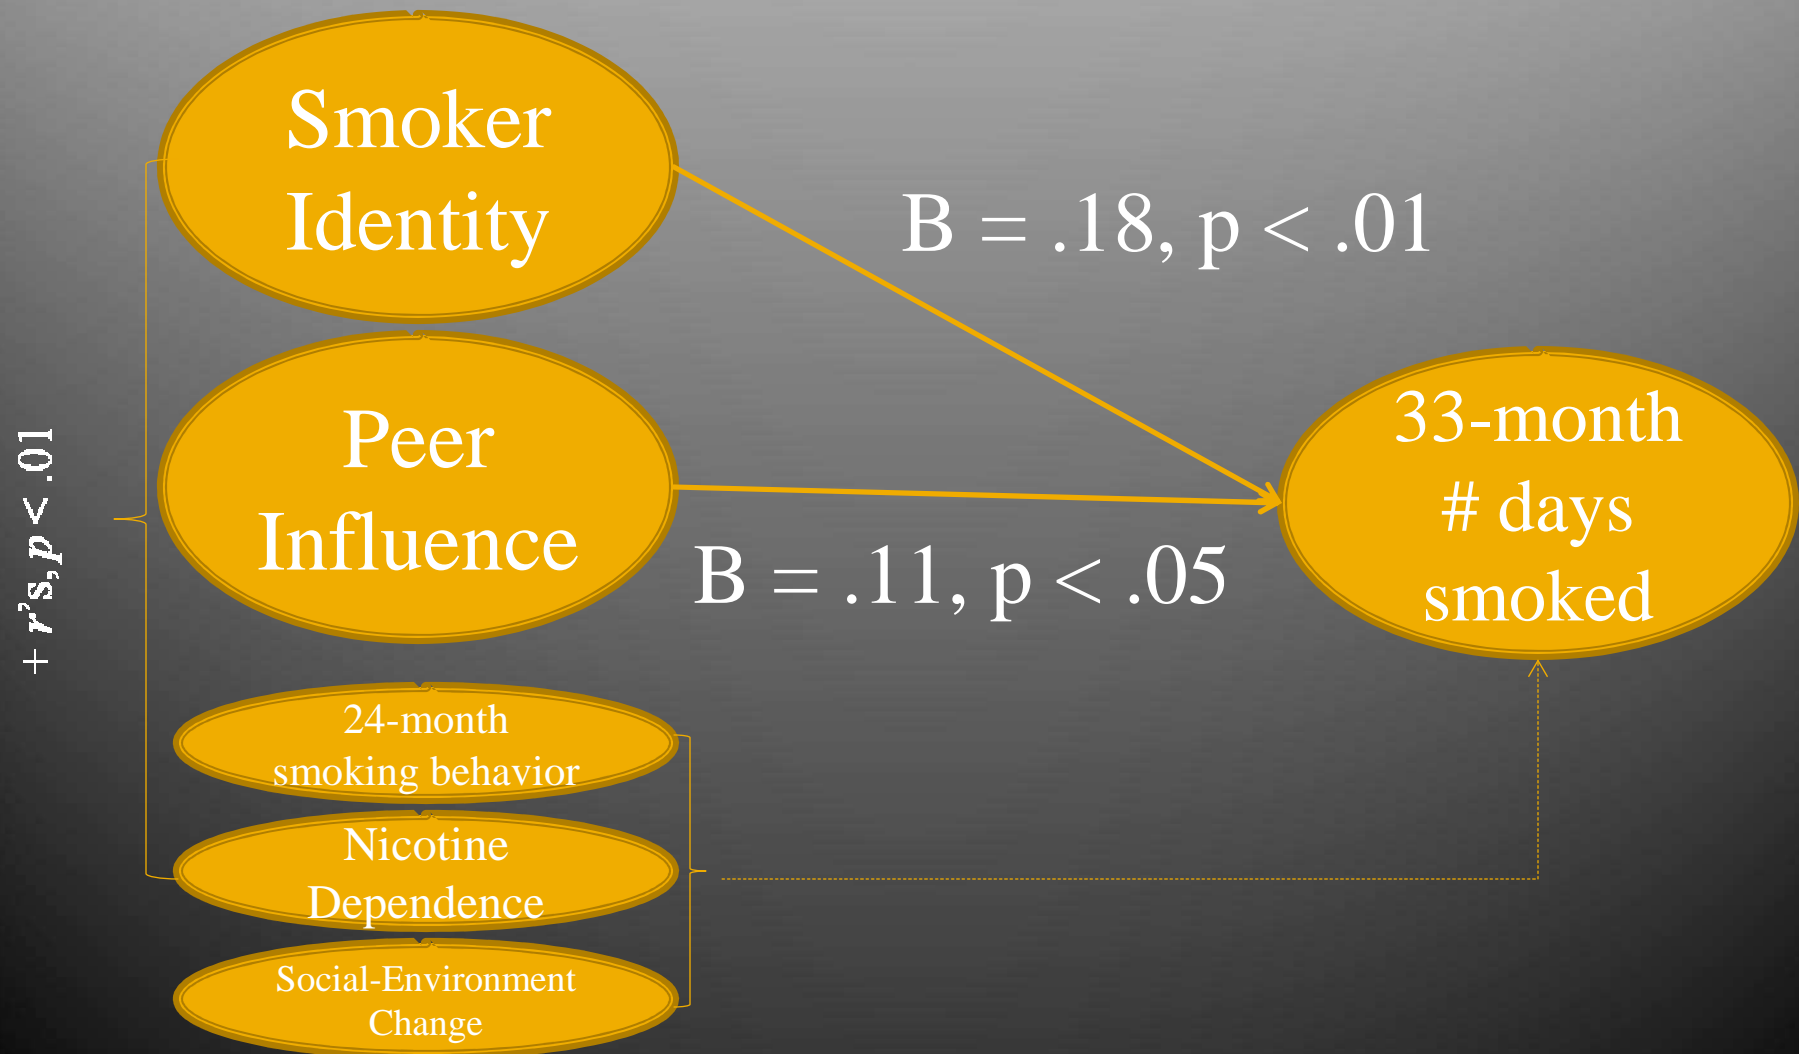 Smoker
Identity
B = .18, p < .01
Peer
Influence
B = .11, p < .05
33-month
# days
smoked
+ r's, p < .01
24-month
smoking behavior
Nicotine
Dependence
Social-Environment
Change